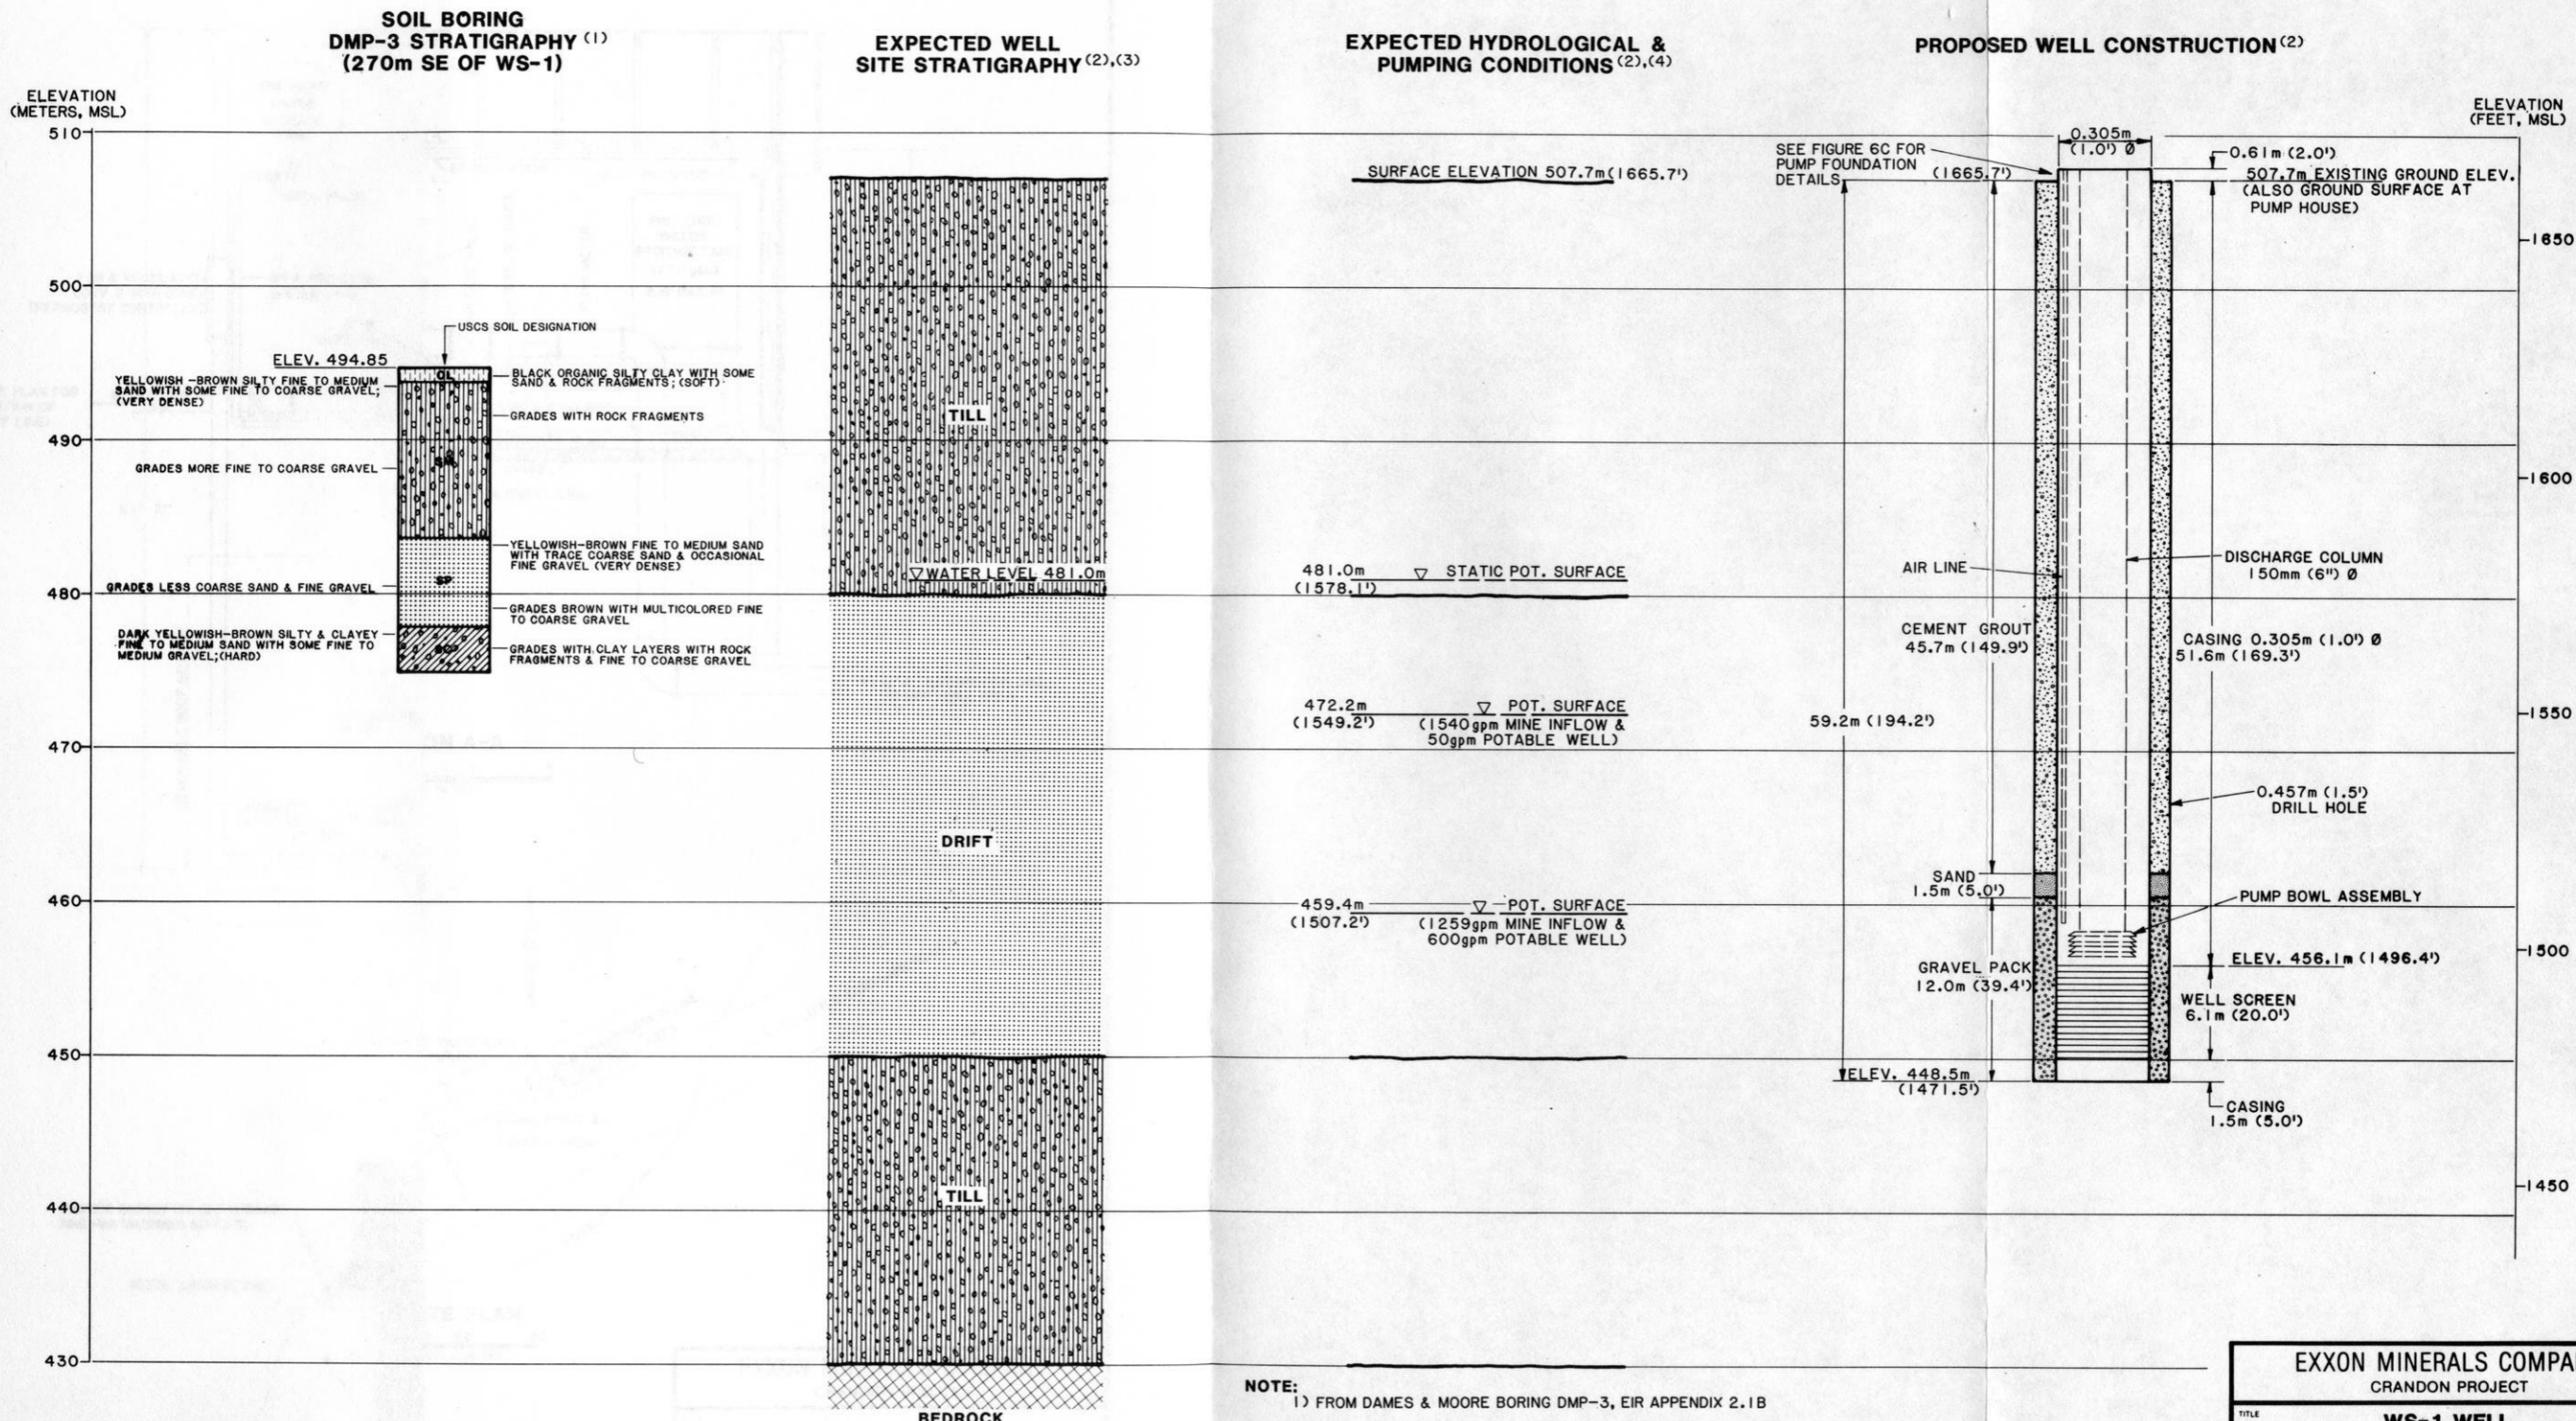 SOIL BORING
DMP-3 STRATIGRAPHY (1)
(270m SE OF WS-1)
EXPECTED WELL
SITE STRATIGRAPHY (2),(3)
EXPECTED HYDROLOGICAL &
PUMPING CONDITIONS (2),(4)
PROPOSED WELL CONSTRUCTION (2)
ELEVATION
(METERS, MSL)
510
500
490
480
470
460
450
440
430
USCS SOIL DESIGNATION
ELEV. 494.85
YELLOWISH-BROWN SILTY FINE TO MEDIUM
SAND WITH SOME FINE TO COARSE GRAVEL;
(VERY DENSE)
GRADES MORE FINE TO COARSE GRAVEL
GRADES LESS COARSE SAND & FINE GRAVEL
DARK YELLOWISH-BROWN SILTY & CLAYEY
FINE TO MEDIUM SAND WITH SOME FINE TO
MEDIUM GRAVEL;(HARD)
OL
SM
SP
BLACK ORGANIC SILTY CLAY WITH SOME
SAND & ROCK FRAGMENTS; (SOFT)
GRADES WITH ROCK FRAGMENTS
YELLOWISH-BROWN FINE TO MEDIUM SAND
WITH TRACE COARSE SAND & OCCASIONAL
FINE GRAVEL (VERY DENSE)
GRADES BROWN WITH MULTICOLORED FINE
TO COARSE GRAVEL
GRADES WITH CLAY LAYERS WITH ROCK
FRAGMENTS & FINE TO COARSE GRAVEL
TILL
WATER LEVEL 481.0m
DRIFT
TILL
BEDROCK
SURFACE ELEVATION 507.7m(1665.7')
481.0m
(1578.1')
STATIC POT. SURFACE
472.2m
(1549.2')
POT. SURFACE
(1540gpm MINE INFLOW &
50gpm POTABLE WELL)
459.4m
(1507.2')
POT. SURFACE
(1259gpm MINE INFLOW &
600gpm POTABLE WELL)
SEE FIGURE 6C FOR
PUMP FOUNDATION
DETAILS
(1665.7')
0.305m
(1.0') Ø
0.61m (2.0')
507.7m EXISTING GROUND ELEV.
(ALSO GROUND SURFACE AT
PUMP HOUSE)
AIR LINE
DISCHARGE COLUMN
150mm (6") Ø
CEMENT GROUT
45.7m (149.9')
CASING 0.305m (1.0') Ø
51.6m (169.3')
59.2m (194.2')
0.457m (1.5')
DRILL HOLE
SAND
1.5m (5.0')
PUMP BOWL ASSEMBLY
GRAVEL PACK
12.0m (39.4')
ELEV. 456.1m (1496.4')
WELL SCREEN
6.1m (20.0')
ELEV. 448.5m
(1471.5')
CASING
1.5m (5.0')
ELEVATION
(FEET, MSL)
1650
1600
1550
1500
1450
NOTE:
1) FROM DAMES & MOORE BORING DMP-3, EIR APPENDIX 2.1B
EXXON MINERALS COMPA
CRANDON PROJECT
TITLE
WS-1 WELL